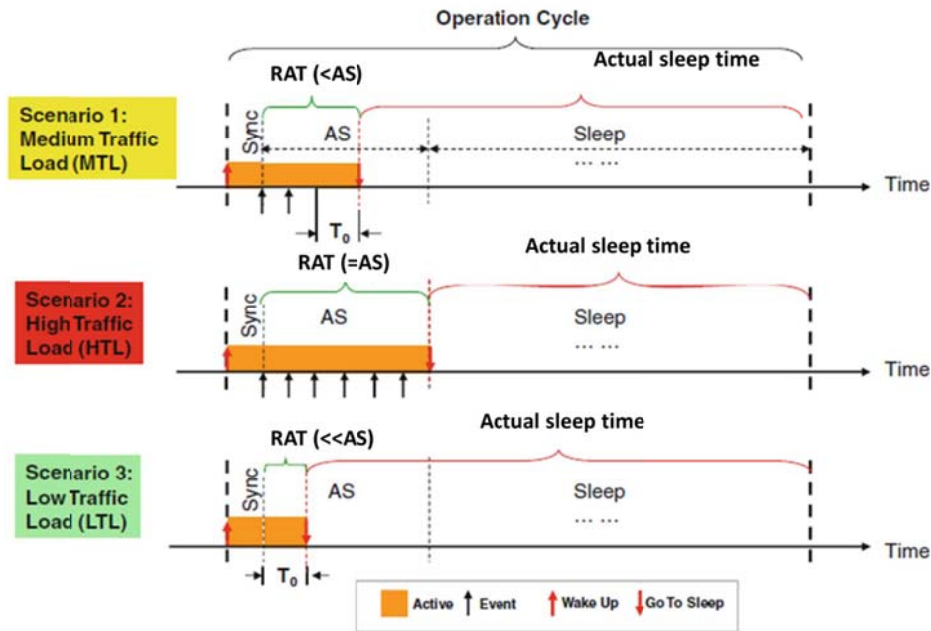 Operation Cycle
Actual sleep time
RAT (<AS)
Scenario 1:
Medium Traffic
Load (MTL)
Sync
AS
Sleep
... ...
Time
T₀
Actual sleep time
RAT (=AS)
Scenario 2:
High Traffic
Load (HTL)
Sync
AS
Sleep
... ...
Time
Actual sleep time
RAT (<<AS)
Scenario 3:
Low Traffic
Load (LTL)
Sync
AS
Sleep
... ...
Time
T₀
Active
Event
Wake Up
Go To Sleep